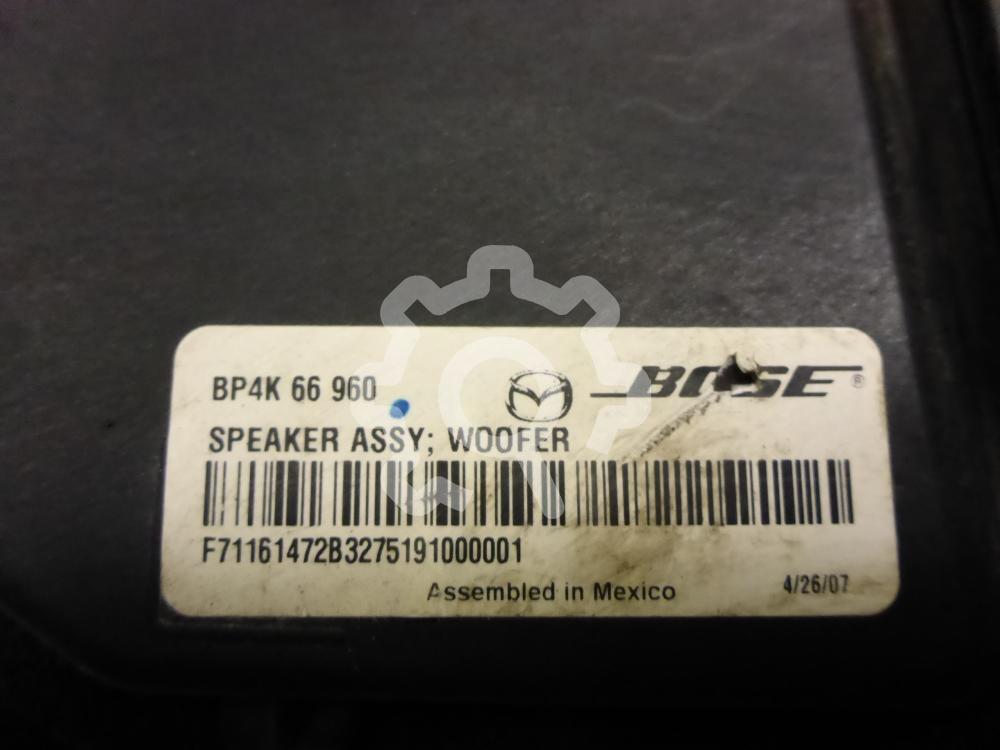 BP4K 66 960
BOSE®
SPEAKER ASSY; WOOFER
F71161472B3275191000001
Assembled in Mexico
4/26/07